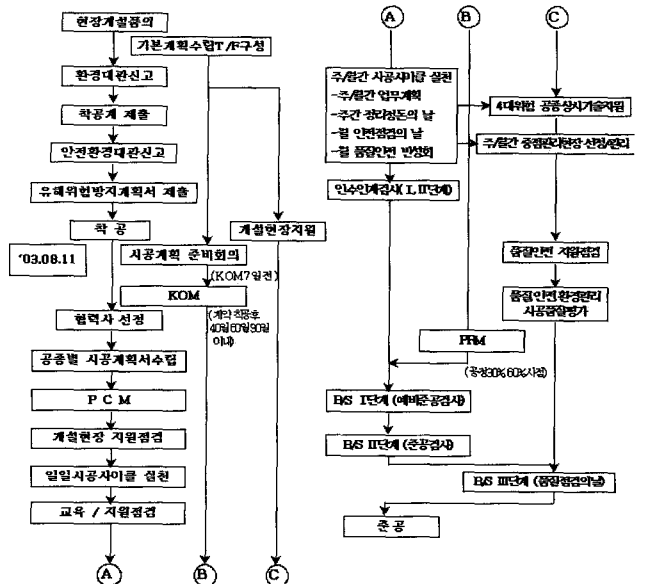 현장개설품의
기본계획수립T/F구성
환경대관신고
착공계 제출
안전환경대관신고
유해위험방지계획서 제출
착 공
'03.08.11
시공계획 준비회의
(KOM7일전)
개설현장지원
KOM
(계약 착공후
40일60일90일
이내)
협력사 선정
공종별 시공계획서수립
P C M
개설현장 지원점검
일일시공사이클 실천
교육 / 지원점검
A
B
C
A
B
C
주/월간 시공사이클 실천
-주/월간 업무계획
-주간 정리정돈의 날
-월 안전점검의 날
-월 품질안전 반성회
4대위험 공종상시기술지원
주/월간 중점관리현장 선정/관리
인수인계검사( I, II단계)
품질안전 지원점검
품질안전환경관리
시공품질평가
PRM
(공정30%,60%시점)
B/S I단계 (예비준공검사)
B/S II단계 (준공검사)
B/S III단계 (품질점검의날)
준 공